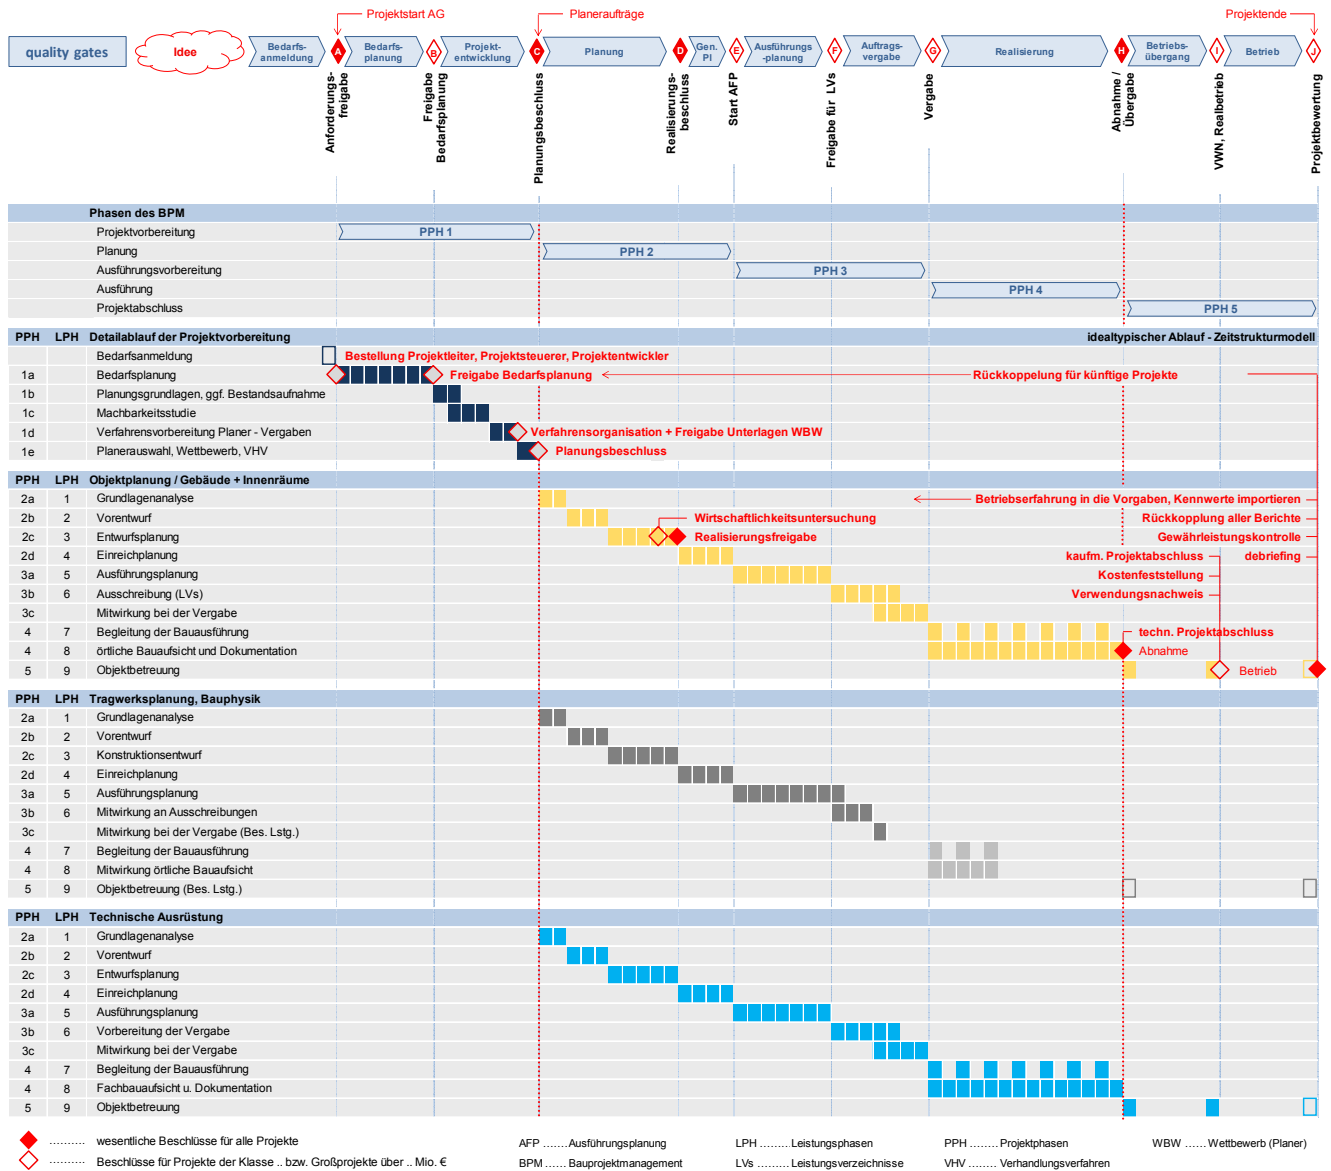 Projektstart AG
Planeraufträge
Projektende
quality gates
Idee
Bedarfs-
anmeldung
A
Bedarfs-
planung
B
Projekt-
entwicklung
C
Planung
D
Gen.
Pl
E
Ausführungs
-planung
F
Auftrags-
vergabe
G
Realisierung
H
Betriebs-
übergang
I
Betrieb
J
Anforderungs-
freigabe
Freigabe
Bedarfsplanung
Planungsbeschluss
Realisierungs-
beschluss
Start AFP
Freigabe für LVs
Vergabe
Abnahme /
Übergabe
VWN, Realbetrieb
Projektbewertung
Phasen des BPM
Projektvorbereitung PPH 1
Planung PPH 2
Ausführungsvorbereitung PPH 3
Ausführung PPH 4
Projektabschluss PPH 5
PPH LPH Detailablauf der Projektvorbereitung idealtypischer Ablauf - Zeitstrukturmodell
Bedarfsanmeldung Bestellung Projektleiter, Projektsteuerer, Projektentwickler
1a Bedarfsplanung Freigabe Bedarfsplanung Rückkoppelung für künftige Projekte
1b Planungsgrundlagen, ggf. Bestandsaufnahme
1c Machbarkeitsstudie
1d Verfahrensvorbereitung Planer - Vergaben Verfahrensorganisation + Freigabe Unterlagen WBW
1e Planerauswahl, Wettbewerb, VHV Planungsbeschluss
PPH LPH Objektplanung / Gebäude + Innenräume
2a 1 Grundlagenanalyse Betriebserfahrung in die Vorgaben, Kennwerte importieren
2b 2 Vorentwurf Wirtschaftlichkeitsuntersuchung Rückkopplung aller Berichte
2c 3 Entwurfsplanung Realisierungsfreigabe Gewährleistungskontrolle
2d 4 Einreichplanung kaufm. Projektabschluss debriefing
3a 5 Ausführungsplanung Kostenfeststellung
3b 6 Ausschreibung (LVs) Verwendungsnachweis
3c Mitwirkung bei der Vergabe
4 7 Begleitung der Bauausführung techn. Projektabschluss
4 8 örtliche Bauaufsicht und Dokumentation Abnahme
5 9 Objektbetreuung Betrieb
PPH LPH Tragwerksplanung, Bauphysik
2a 1 Grundlagenanalyse
2b 2 Vorentwurf
2c 3 Konstruktionsentwurf
2d 4 Einreichplanung
3a 5 Ausführungsplanung
3b 6 Mitwirkung an Ausschreibungen
3c Mitwirkung bei der Vergabe (Bes. Lstg.)
4 7 Begleitung der Bauausführung
4 8 Mitwirkung örtliche Bauaufsicht
5 9 Objektbetreuung (Bes. Lstg.)
PPH LPH Technische Ausrüstung
2a 1 Grundlagenanalyse
2b 2 Vorentwurf
2c 3 Entwurfsplanung
2d 4 Einreichplanung
3a 5 Ausführungsplanung
3b 6 Vorbereitung der Vergabe
3c Mitwirkung bei der Vergabe
4 7 Begleitung der Bauausführung
4 8 Fachbauaufsicht u. Dokumentation
5 9 Objektbetreuung
.......... wesentliche Beschlüsse für alle Projekte AFP .......Ausführungsplanung LPH .........Leistungsphasen PPH ........Projektphasen WBW ......Wettbewerb (Planer)
.......... Beschlüsse für Projekte der Klasse .. bzw. Großprojekte über .. Mio. € BPM ......Bauprojektmanagement LVs .........Leistungsverzeichnisse VHV ........Verhandlungsverfahren